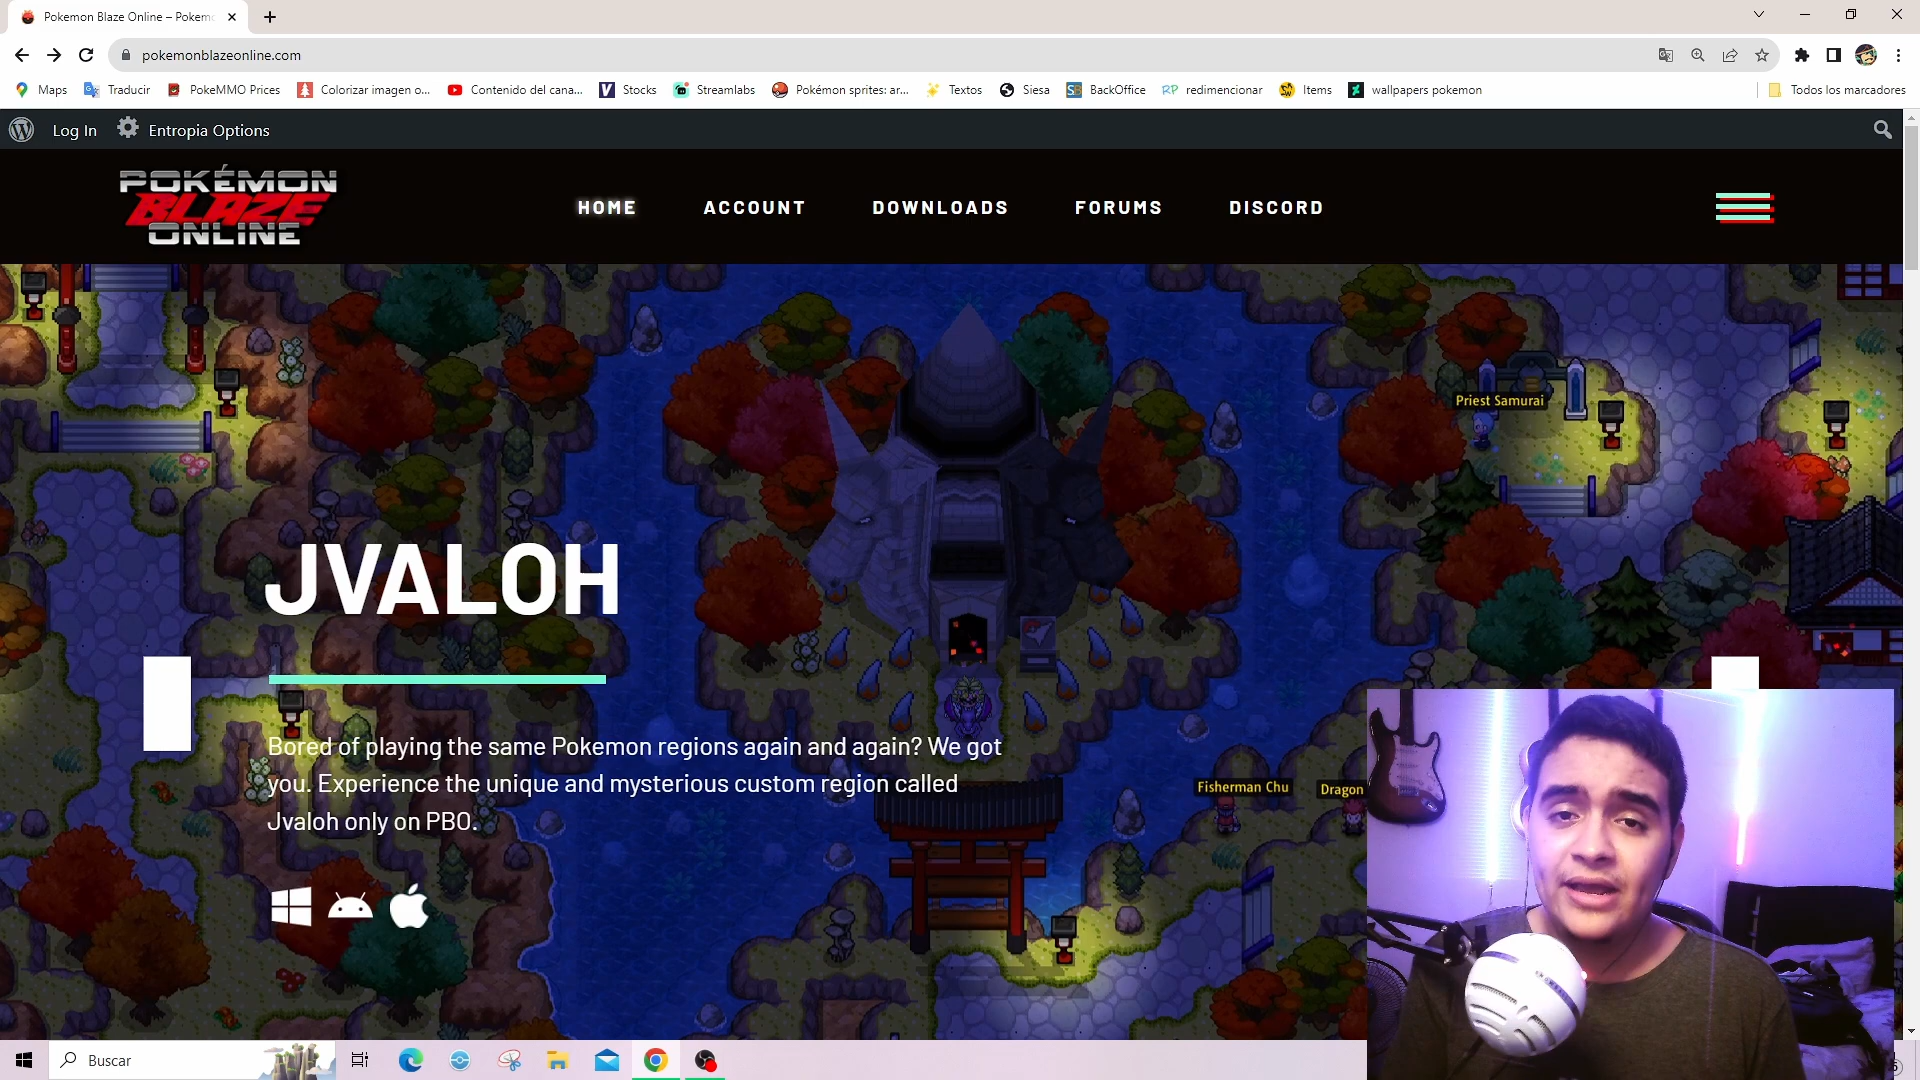 Pokemon Blaze Online – Pokemo
pokemonblazeonline.com
Maps
Traducir
PokeMMO Prices
Colorizar imagen o...
Contenido del cana...
Stocks
Streamlabs
Pokémon sprites: ar...
Textos
Siesa
BackOffice
RP redimencionar
Items
wallpapers pokemon
Todos los marcadores
Log In
Entropia Options
POKÉMON
BLAZE
ONLINE
HOME
ACCOUNT
DOWNLOADS
FORUMS
DISCORD
Priest Samurai
JVALOH
Bored of playing the same Pokemon regions again and again? We got
you. Experience the unique and mysterious custom region called
Jvaloh only on PBO.
Fisherman Chu
Dragon
Buscar